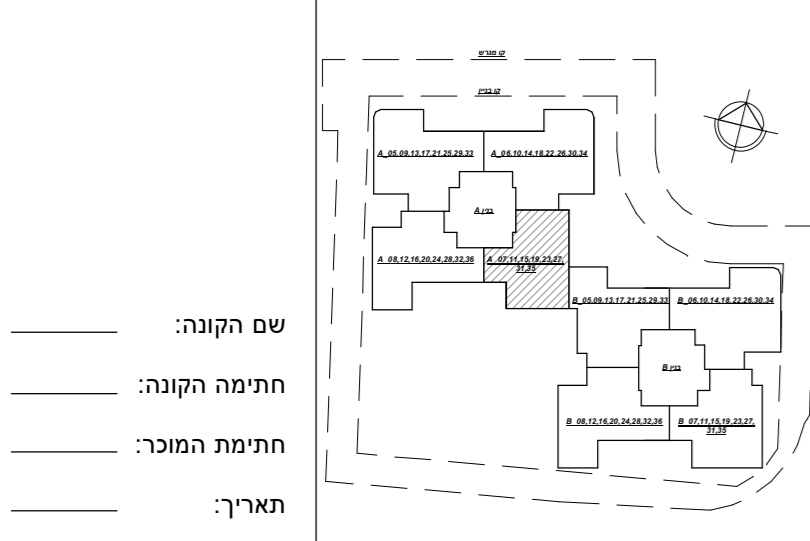 קו מגרש
קו בניין
A_05,09,13,17,21,25,29,33
A_06,10,14,18,22,26,30,34
בניין A
A_08,12,16,20,24,28,32,36
A_07,11,15,19,23,27,
31,35
B_05,09,13,17,21,25,29,33
B_06,10,14,18,22,26,30,34
בניין B
B_08,12,16,20,24,28,32,36
B_07,11,15,19,23,27,
31,35
שם הקונה:
חתימה הקונה:
חתימת המוכר:
תאריך: